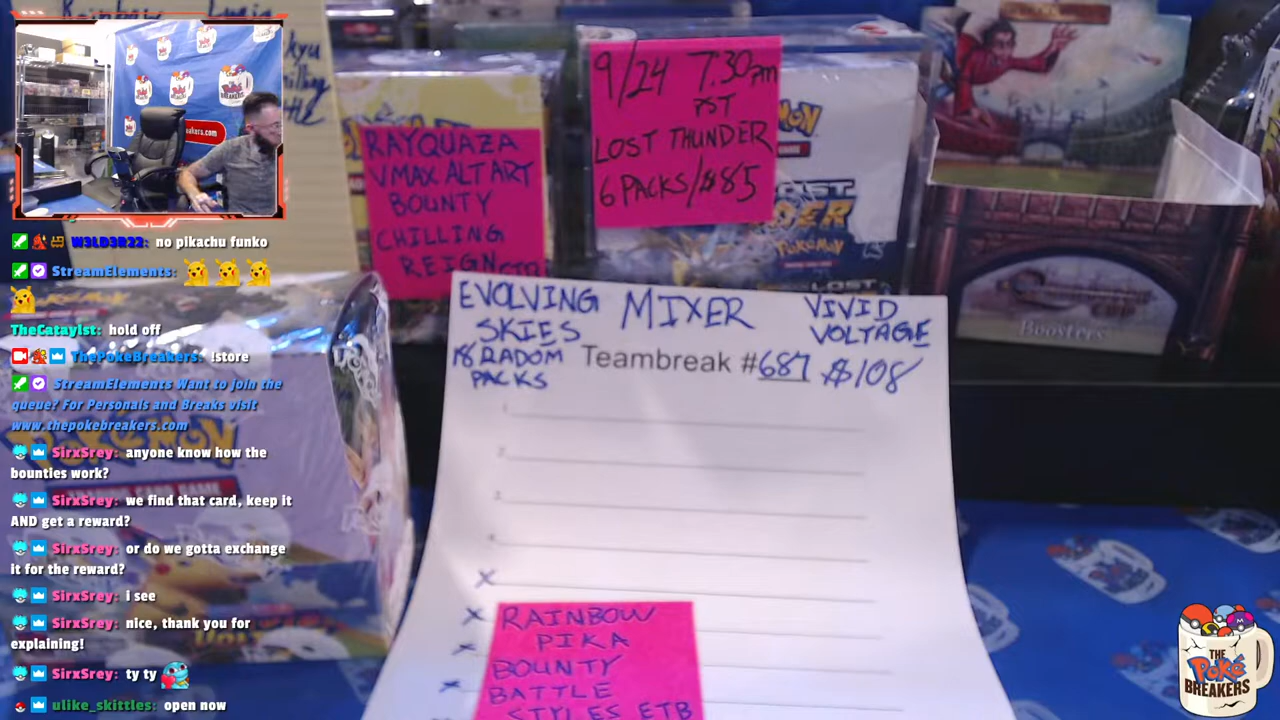 W3LD3R22: no pikachu funko
StreamElements:
TheCatay1st: hold off
ThePokeBreakers: !store
StreamElements Want to join the
queue? For Personals and Breaks visit
www.thepokebreakers.com
SirxSrey: anyone know how the
bounties work?
SirxSrey: we find that card, keep it
AND get a reward?
SirxSrey: or do we gotta exchange
it for the reward?
SirxSrey: i see
SirxSrey: nice, thank you for
explaining!
SirxSrey: ty ty
ulike_skittles: open now
RAYQUAZA
VMAX ALT ART
BOUNTY
CHILLING
REIGN ETB
9/24 7:30pm
PST
LOST THUNDER
6 PACKS/$85
EVOLVING
SKIES
18 RADOM
PACKS
MIXER
VIVID
VOLTAGE
Teambreak #687 $108
RAINBOW
PIKA
BOUNTY
BATTLE
STYLES ETB
Boosters
POKÉMON
THE
Poké
BREAKERS